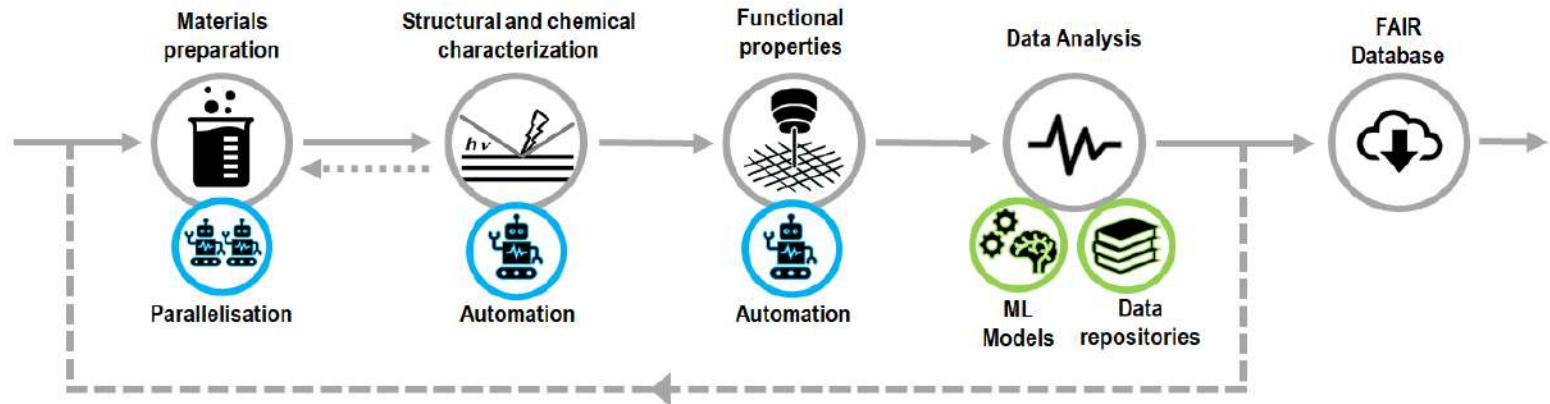 Materials
preparation
Structural and chemical
characterization
Functional
properties
Data Analysis
FAIR
Database
hν
Parallelisation
Automation
Automation
ML
Models
Data
repositories